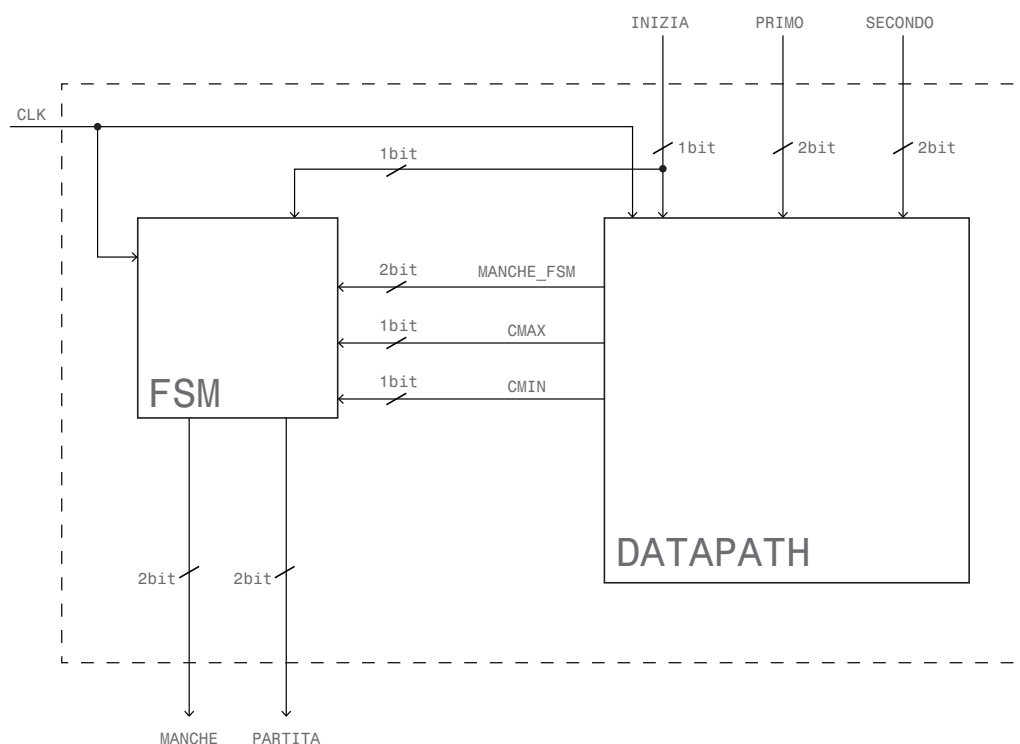 INIZIA PRIMO SECONDO
CLK
1bit 1bit 2bit 2bit
2bit MANCHE_FSM
1bit CMAX
1bit CMIN
FSM
DATAPATH
2bit 2bit
MANCHE PARTITA